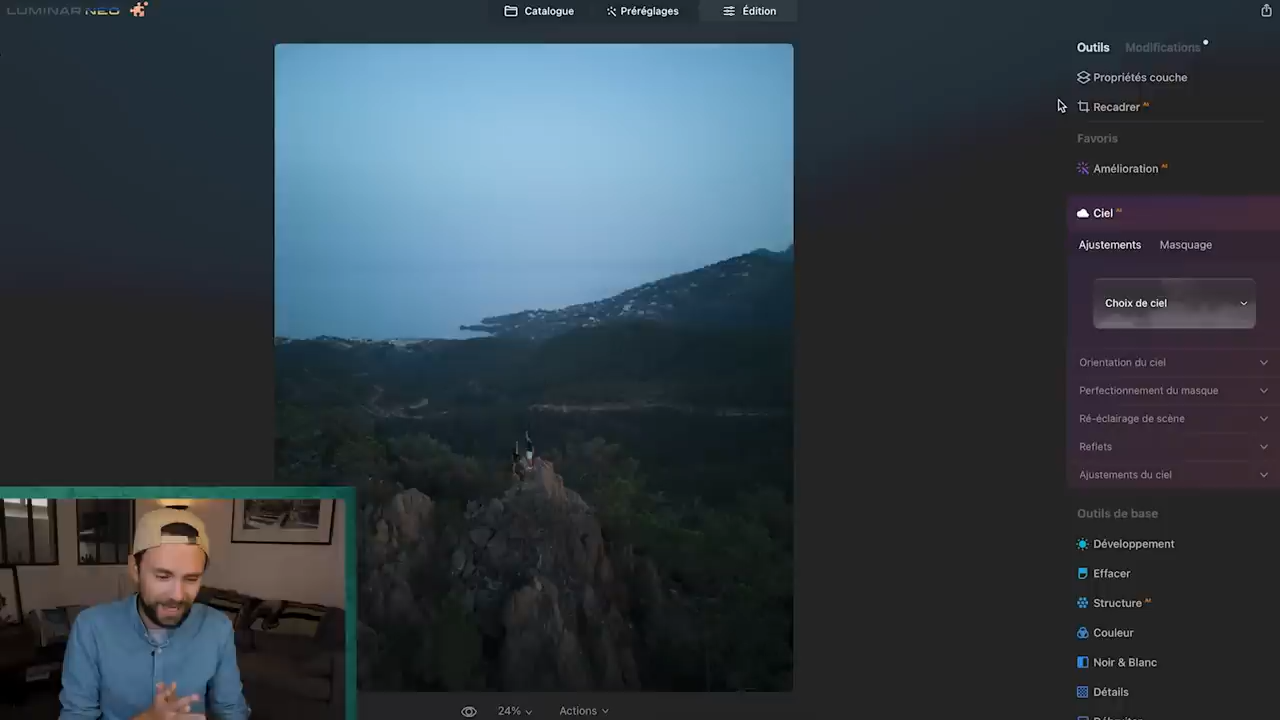 LUMINAR NEO
Catalogue
Préréglages
Édition
Outils
Modifications
Propriétés couche
Recadrer AI
Favoris
Amélioration AI
Ciel AI
Ajustements
Masquage
Choix de ciel
Orientation du ciel
Perfectionnement du masque
Ré-éclairage de scène
Reflets
Ajustements du ciel
Outils de base
Développement
Effacer
Structure AI
Couleur
Noir & Blanc
Détails
24%
Actions